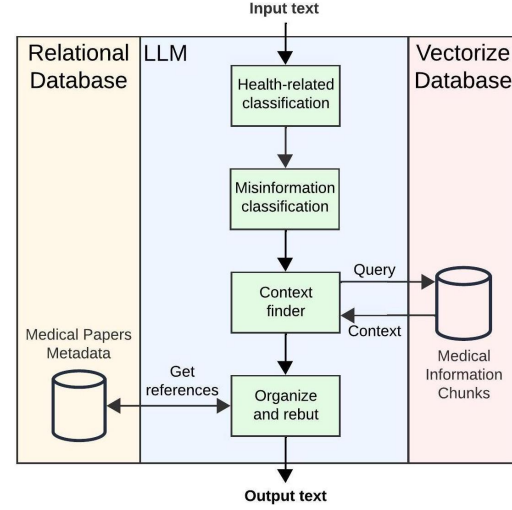 Input text
Relational
Database
LLM
Vectorize
Database
Health-related
classification
Misinformation
classification
Query
Context
finder
Context
Medical Papers
Metadata
Medical
Information
Chunks
Get
references
Organize
and rebut
Output text